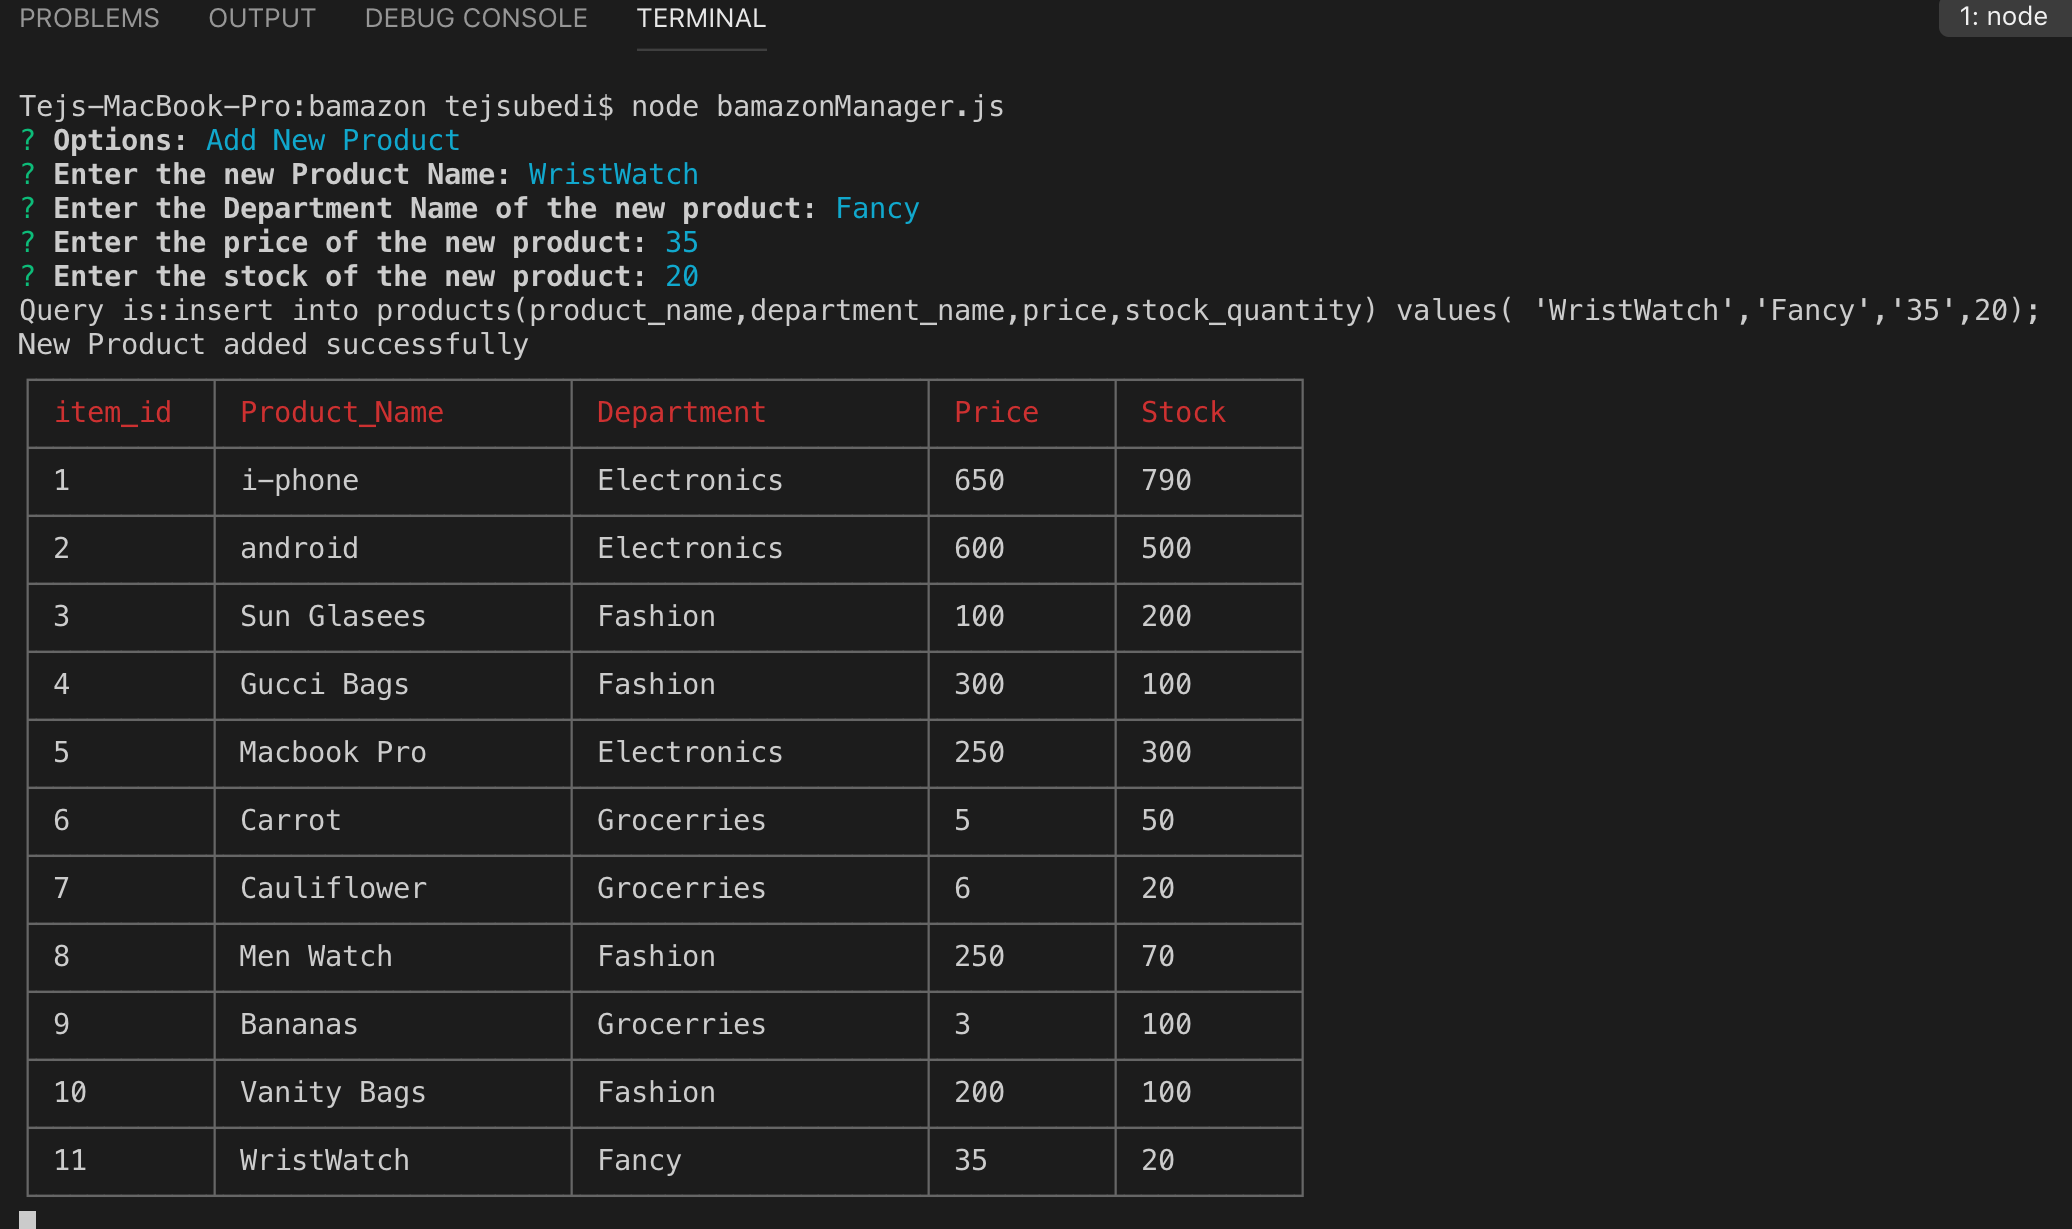 PROBLEMS OUTPUT DEBUG CONSOLE TERMINAL 1: node
Tejs-MacBook-Pro:bamazon tejsubedi$ node bamazonManager.js
? Options: Add New Product
? Enter the new Product Name: WristWatch
? Enter the Department Name of the new product: Fancy
? Enter the price of the new product: 35
? Enter the stock of the new product: 20
Query is:insert into products(product_name,department_name,price,stock_quantity) values( 'WristWatch','Fancy','35',20);
New Product added successfully
item_id Product_Name Department Price Stock
1 i-phone Electronics 650 790
2 android Electronics 600 500
3 Sun Glasees Fashion 100 200
4 Gucci Bags Fashion 300 100
5 Macbook Pro Electronics 250 300
6 Carrot Grocerries 5 50
7 Cauliflower Grocerries 6 20
8 Men Watch Fashion 250 70
9 Bananas Grocerries 3 100
10 Vanity Bags Fashion 200 100
11 WristWatch Fancy 35 20